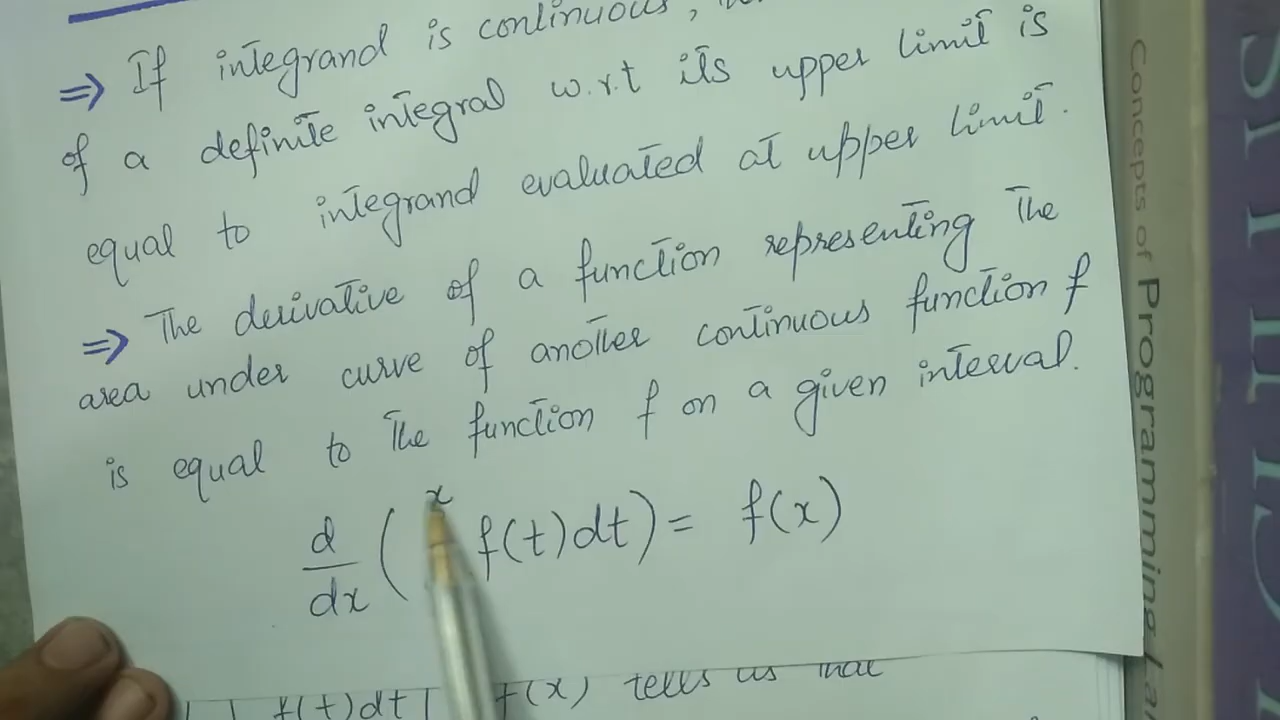 ⇒ If integrand is continuous,
of a definite integral w.r.t its upper limit is
equal to integrand evaluated at upper limit.
⇒ The derivative of a function representing the
area under curve of another continuous function f
is equal to the function f on a given interval.
d/dx ( x f(t)dt) = f(x)
f(t)dt f(x) tells us that
Concepts of Programming La